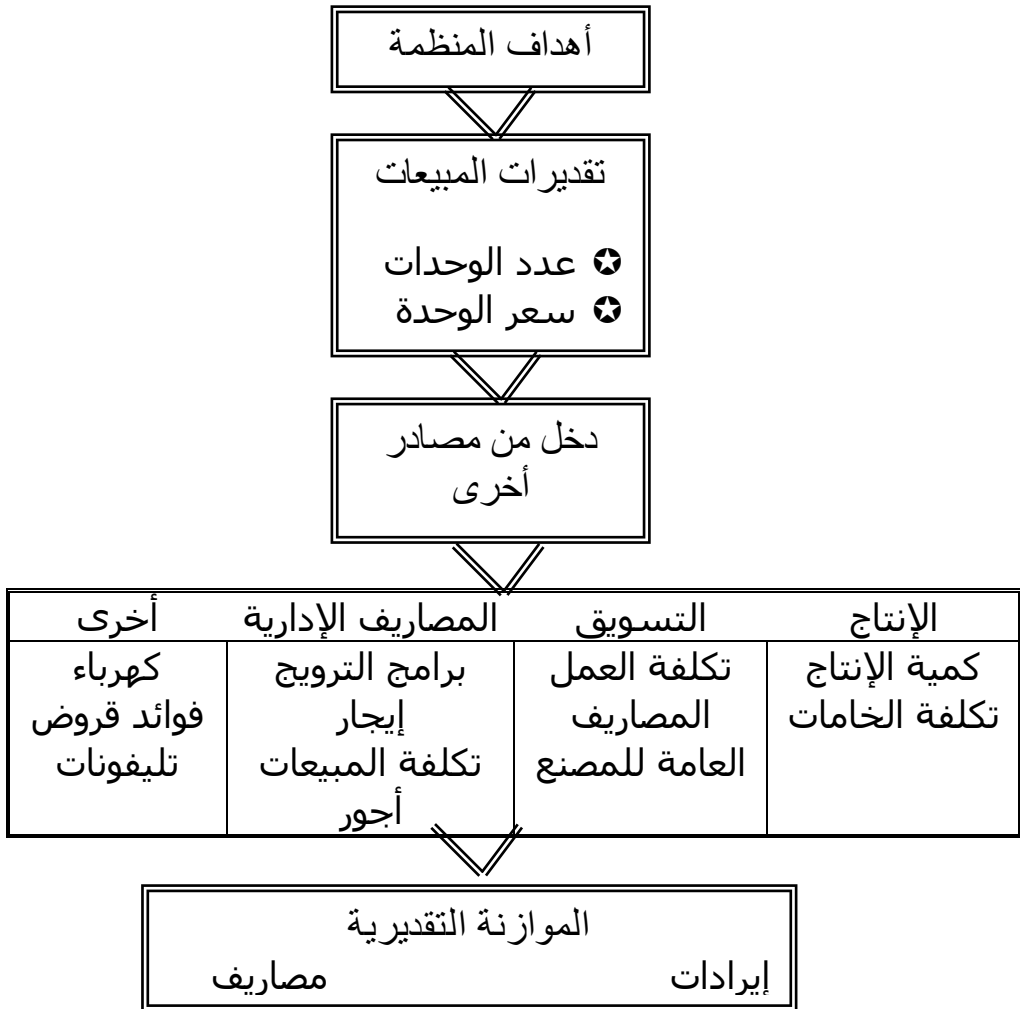 أهداف المنظمة
تقديرات المبيعات
✪ عدد الوحدات
✪ سعر الوحدة
دخل من مصادر
أخرى
الإنتاج التسويق المصاريف الإدارية أخرى
كمية الإنتاج تكلفة العمل برامج الترويج كهرباء
تكلفة الخامات المصاريف إيجار فوائد قروض
العامة للمصنع تكلفة المبيعات تليفونات
أجور
الموازنة التقديرية
إيرادات مصاريف